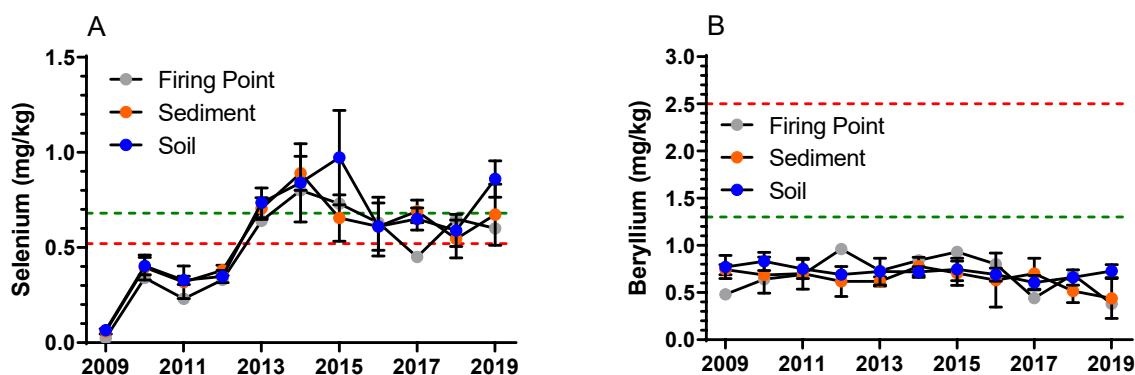 A
Selenium (mg/kg)
1.5
1.0
0.5
0.0
Firing Point
Sediment
Soil
2009
2011
2013
2015
2017
2019
B
Beryllium (mg/kg)
3.0
2.5
2.0
1.5
1.0
0.5
0.0
Firing Point
Sediment
Soil
2009
2011
2013
2015
2017
2019